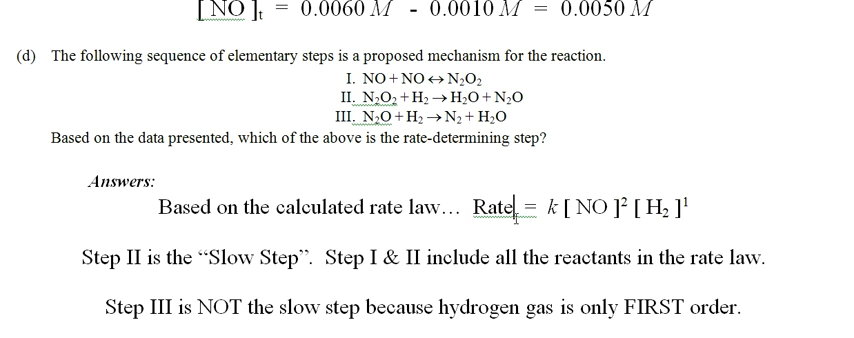 [ NO ]t = 0.0060 M - 0.0010 M = 0.0050 M
(d) The following sequence of elementary steps is a proposed mechanism for the reaction.
I. NO + NO ↔ N₂O₂
II. N₂O₂ + H₂ → H₂O + N₂O
III. N₂O + H₂ → N₂ + H₂O
Based on the data presented, which of the above is the rate-determining step?
Answers:
Based on the calculated rate law… Rate = k [ NO ]² [ H₂ ]¹
Step II is the “Slow Step”. Step I & II include all the reactants in the rate law.
Step III is NOT the slow step because hydrogen gas is only FIRST order.